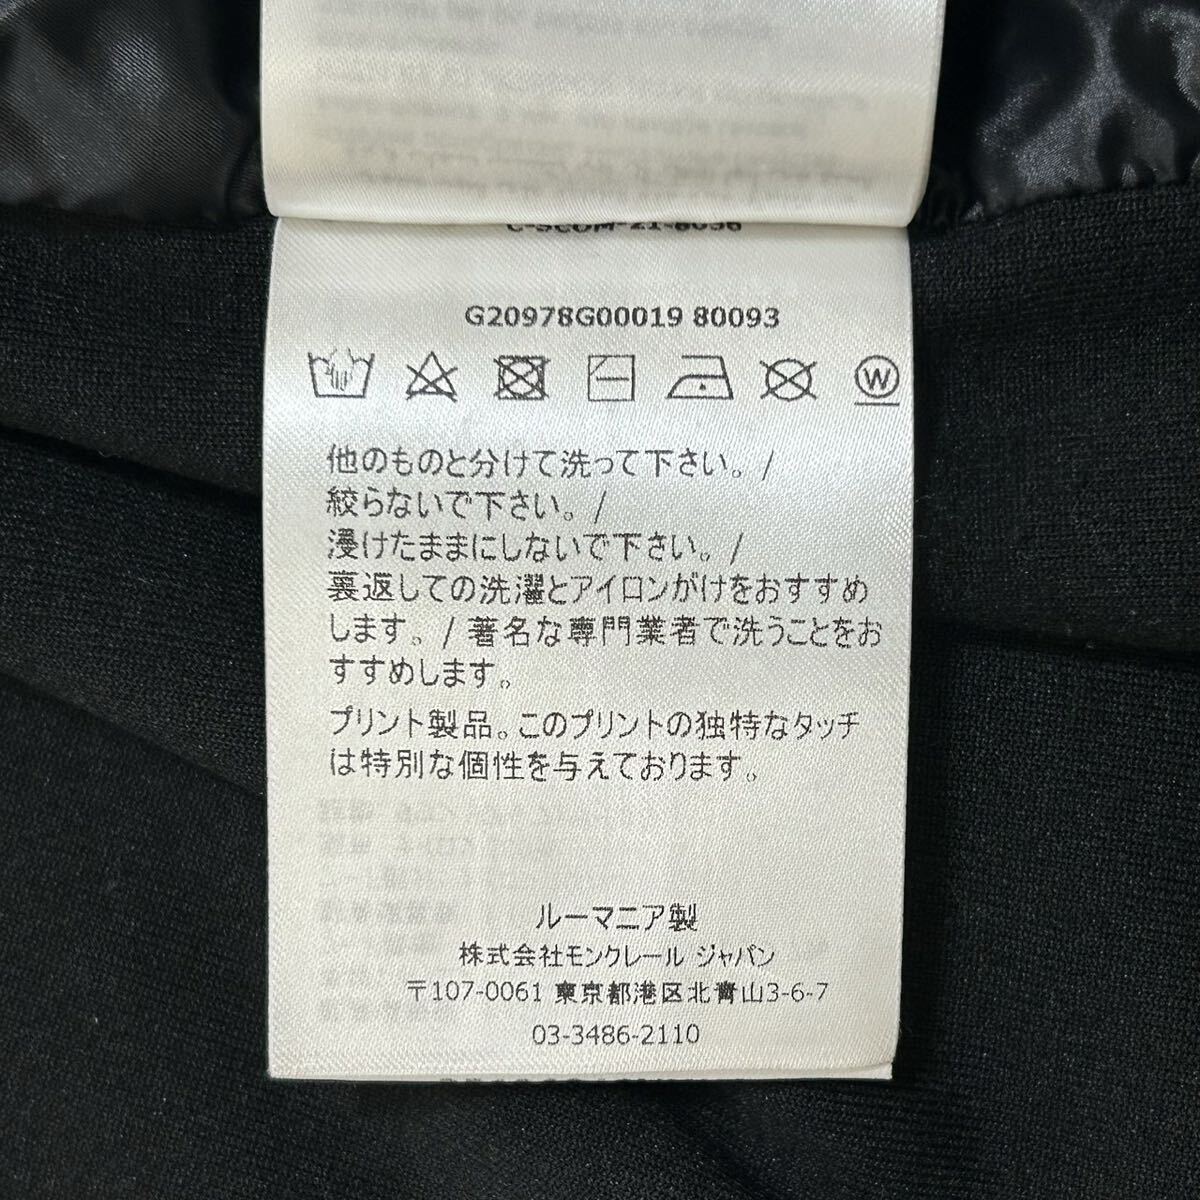 G20978G00019 80093
W
他のものと分けて洗って下さい。/
絞らないで下さい。/
浸けたままにしないで下さい。/
裏返しての洗濯とアイロンがけをおすすめ
します。/ 著名な専門業者で洗うことをお
すすめします。
プリント製品。このプリントの独特なタッチ
は特別な個性を与えております。
ルーマニア製
株式会社モンクレール ジャパン
〒107-0061 東京都港区北青山3-6-7
03-3486-2110